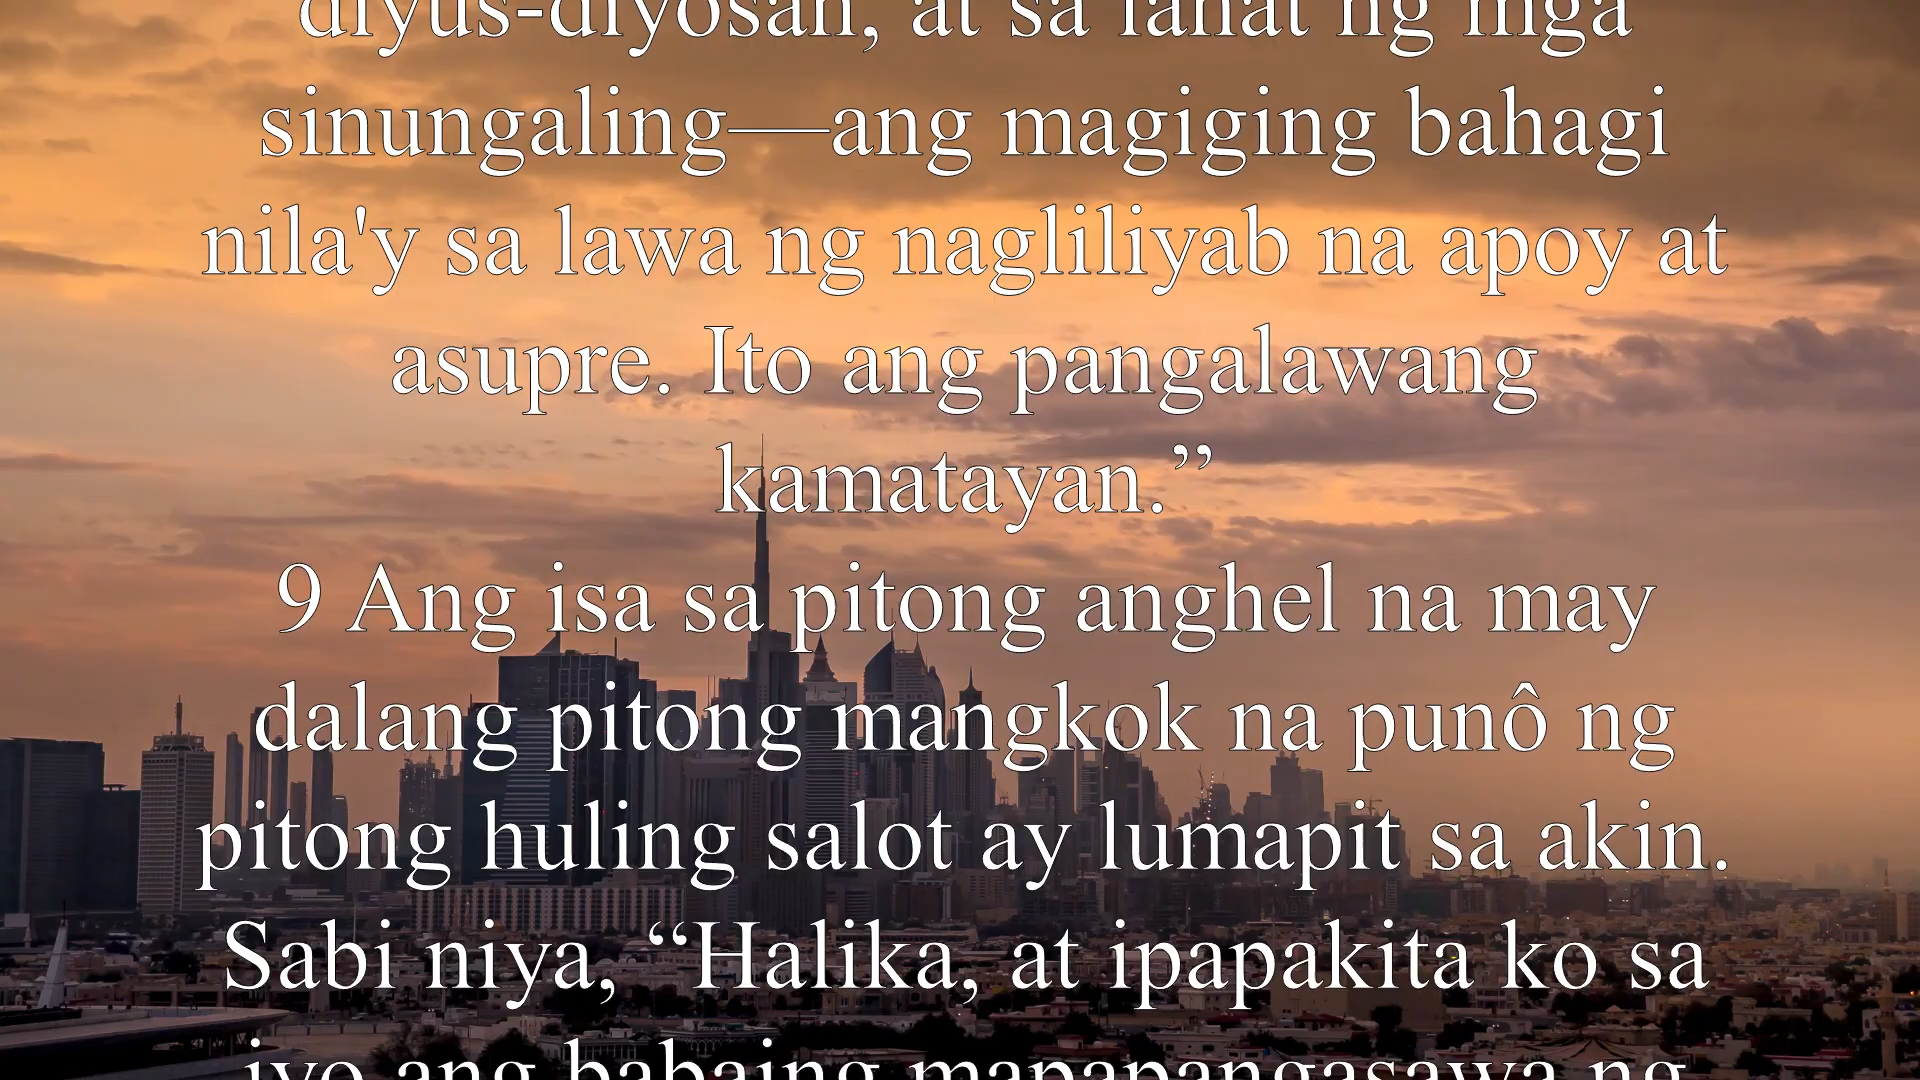 diyus-diyosan, at sa lahat ng mga
sinungaling—ang magiging bahagi
nila'y sa lawa ng nagliliyab na apoy at
asupre. Ito ang pangalawang
kamatayan.”
9 Ang isa sa pitong anghel na may
dalang pitong mangkok na punô ng
pitong huling salot ay lumapit sa akin.
Sabi niya, “Halika, at ipapakita ko sa
iyo ang babaing mapapangasawa ng